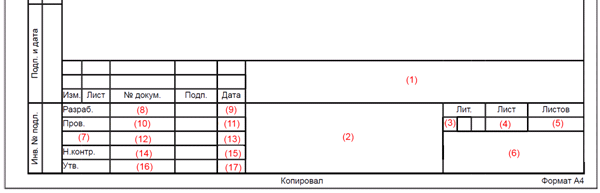 Подп. и дата
(1)
Изм. Лист № докум. Подп. Дата
Инв. № подл.
Разраб. (8) (9) (2) Лит. Лист Листов
Пров. (10) (11) (3) (4) (5)
(7) (12) (13) (6)
Н.контр. (14) (15)
Утв. (16) (17)
Копировал Формат А4